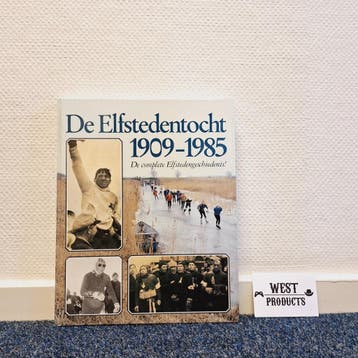 De Elfstedentocht
1909-1985
De complete Elfstedengeschiedenis!
WEST
PRODUCTS